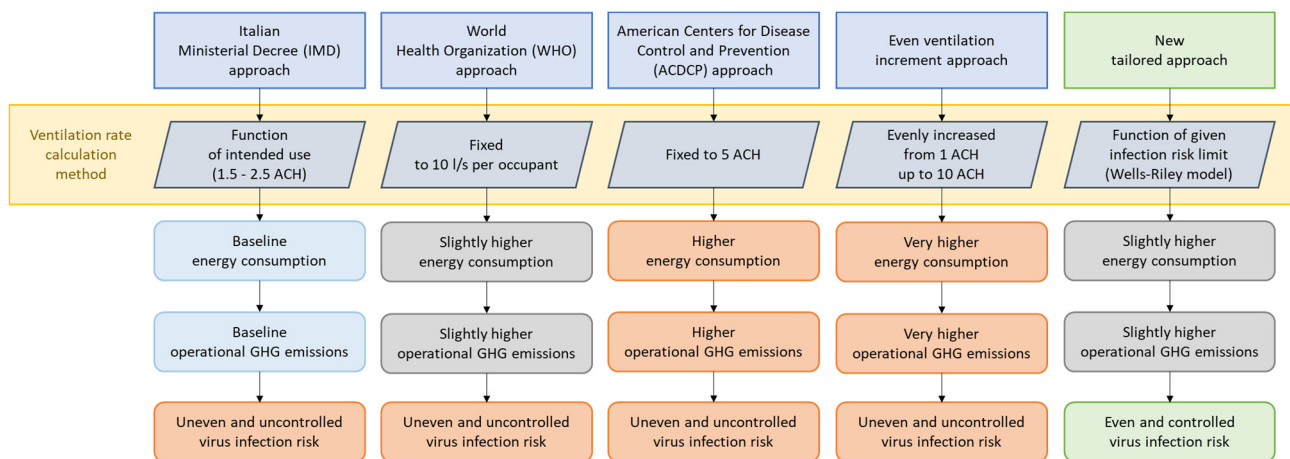 Italian
Ministerial Decree (IMD)
approach
World
Health Organization (WHO)
approach
American Centers for Disease
Control and Prevention
(ACDCP) approach
Even ventilation
increment approach
New
tailored approach
Ventilation rate
calculation
method
Function
of intended use
(1.5 - 2.5 ACH)
Fixed
to 10 l/s per occupant
Fixed to 5 ACH
Evenly increased
from 1 ACH
up to 10 ACH
Function of given
infection risk limit
(Wells-Riley model)
Baseline
energy consumption
Slightly higher
energy consumption
Higher
energy consumption
Very higher
energy consumption
Slightly higher
energy consumption
Baseline
operational GHG emissions
Slightly higher
operational GHG emissions
Higher
operational GHG emissions
Very higher
operational GHG emissions
Slightly higher
operational GHG emissions
Uneven and uncontrolled
virus infection risk
Uneven and uncontrolled
virus infection risk
Uneven and uncontrolled
virus infection risk
Uneven and uncontrolled
virus infection risk
Even and controlled
virus infection risk